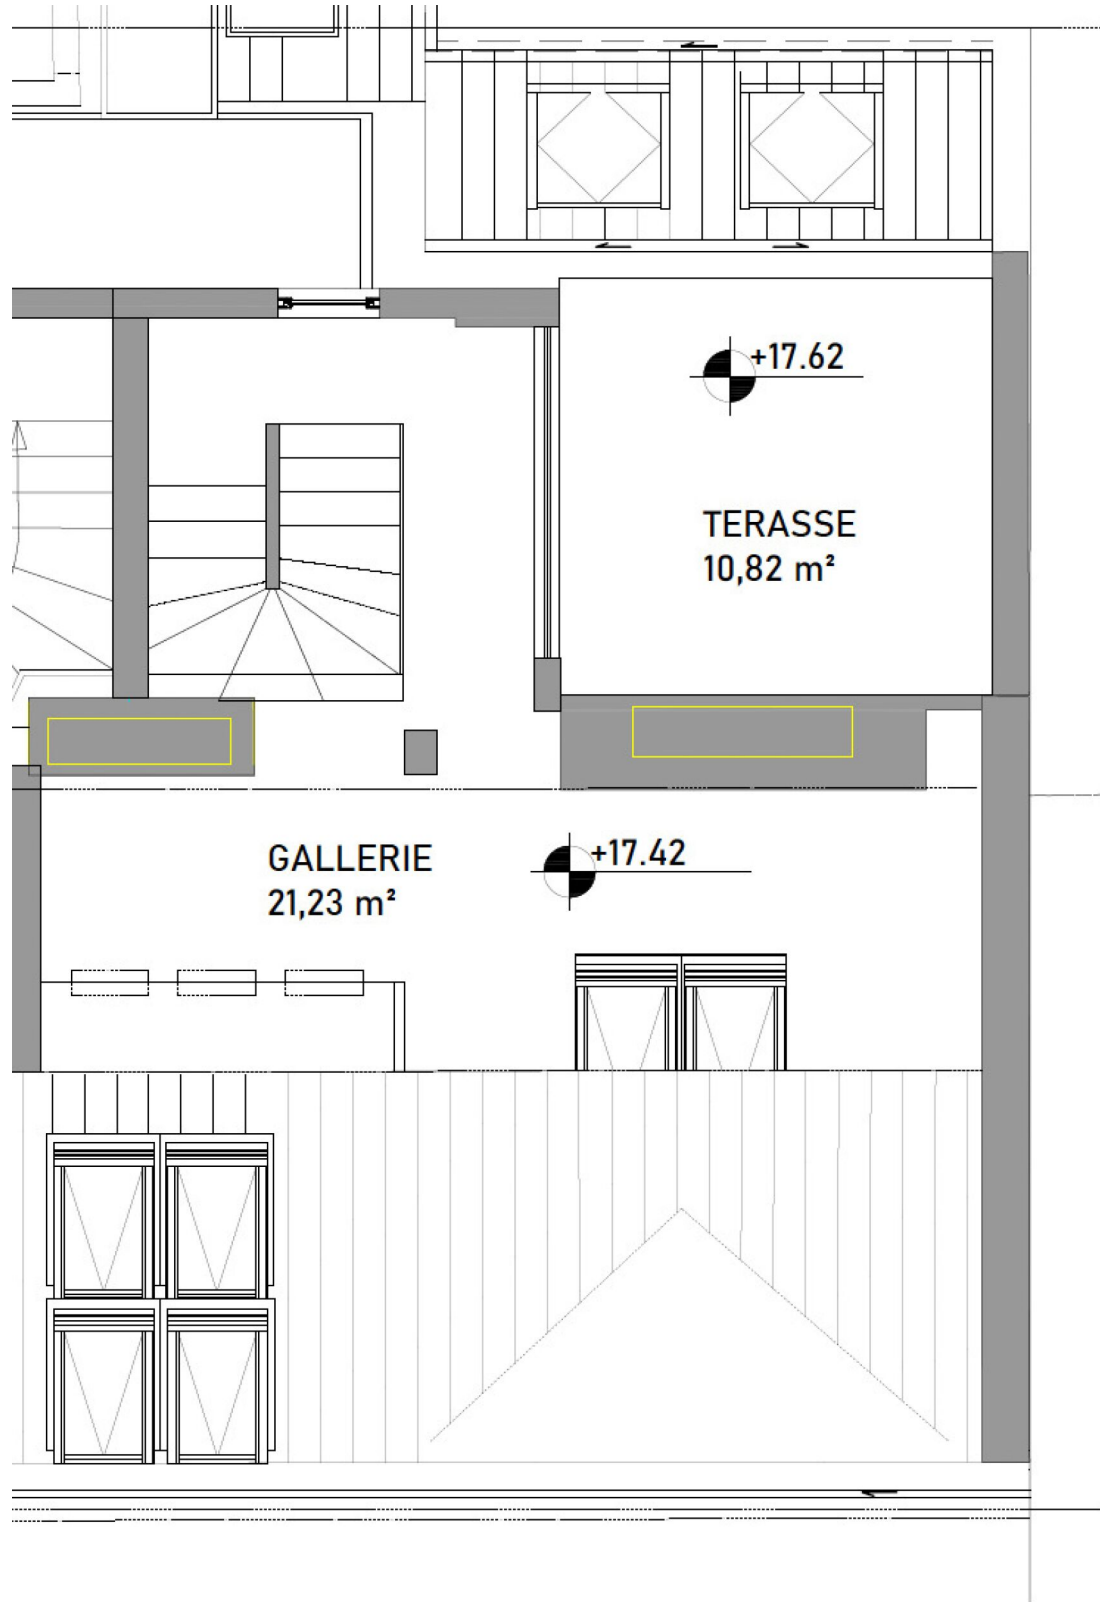 +17.62
TERASSE
10,82 m²
GALLERIE
21,23 m²
+17.42